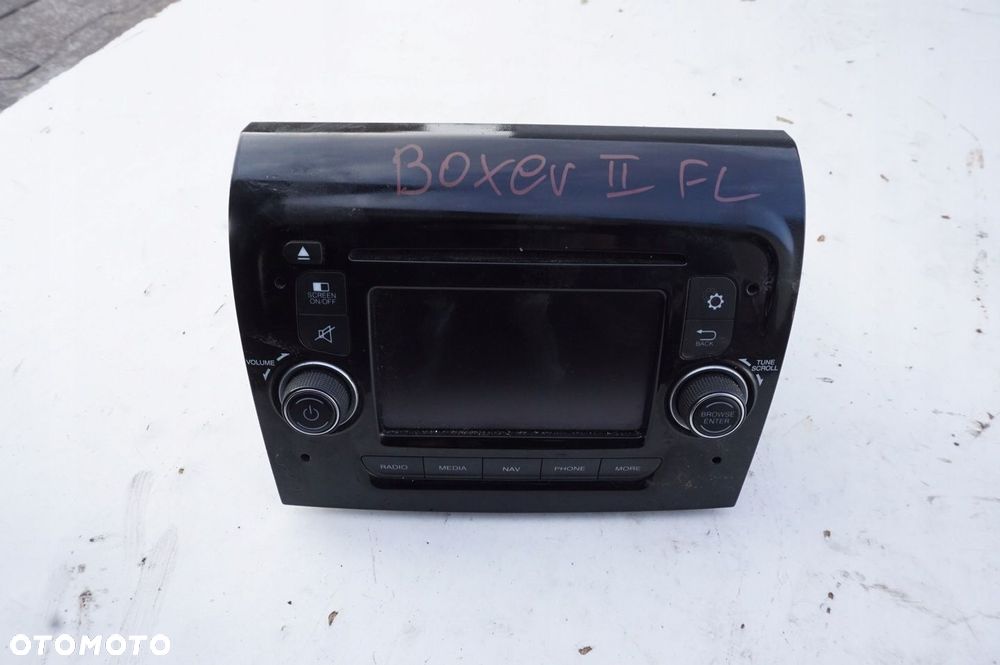 Boxer II FL
SCREEN
ON/OFF
VOLUME
BACK
TUNE
SCROLL
BROWSE
ENTER
RADIO
MEDIA
NAV
PHONE
MORE
OTOMOTO